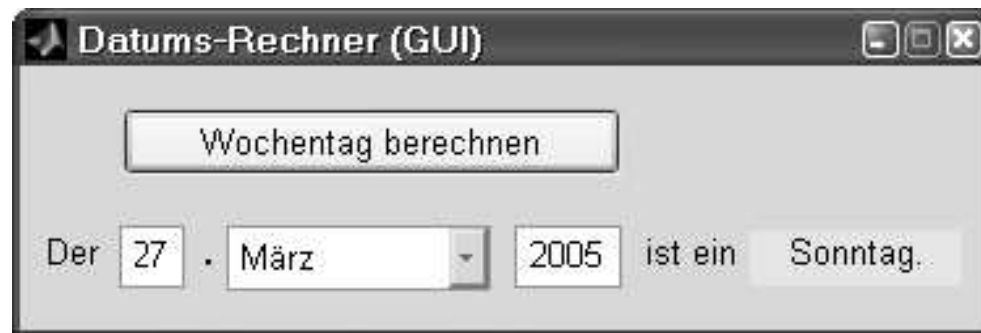 Datums-Rechner (GUI)
Wochentag berechnen
Der 27 . März 2005 ist ein Sonntag.